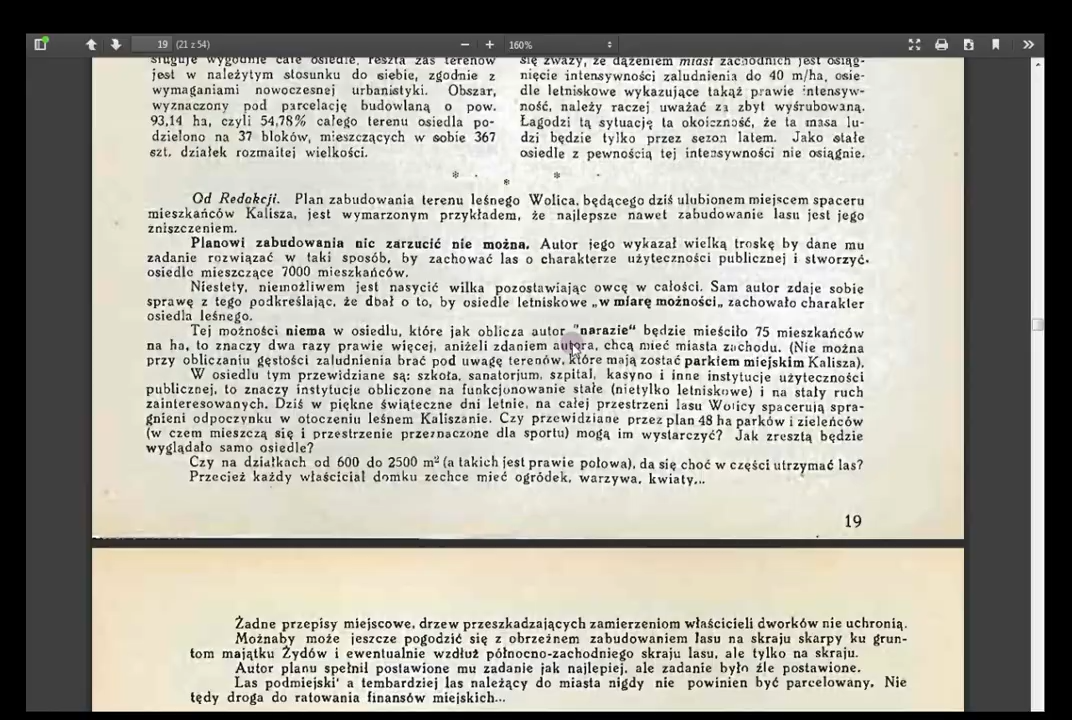 19 (21 z 54)
160%
sługuje wygodnie całe osiedle, reszta zaś terenów
jest w należytym stosunku do siebie, zgodnie z
wymaganiami nowoczesnej urbanistyki. Obszar,
wyznaczony pod parcelację budowlaną o pow.
93,14 ha, czyli 54,78% całego terenu osiedla po-
dzielono na 37 bloków, mieszczących w sobie 367
szt. działek rozmaitej wielkości.
się zważy, że dążeniem miast zachodnich jest osiąg-
nięcie intensywności zaludnienia do 40 m/ha, osie-
dle letniskowe wykazujące takąż prawie intensyw-
ność, należy raczej uważać za zbyt wyśrubowaną.
Łagodzi tą sytuację ta okoliczność, że ta masa lu-
dzi będzie tylko przez sezon latem. Jako stałe
osiedle z pewnością tej intensywności nie osiągnie.
* * *
Od Redakcji. Plan zabudowania terenu leśnego Wolica, będącego dziś ulubionem miejscem spaceru
mieszkańców Kalisza, jest wymarzonym przykładem, że najlepsze nawet zabudowanie lasu jest jego
zniszczeniem.
Planowi zabudowania nic zarzucić nie można. Autor jego wykazał wielką troskę by dane mu
zadanie rozwiązać w taki sposób, by zachować las o charakterze użyteczności publicznej i stworzyć
osiedle mieszczące 7000 mieszkańców.
Niestety, niemożliwem jest nasycić wilka pozostawiając owcę w całości. Sam autor zdaje sobie
sprawę z tego podkreślając, że dbał o to, by osiedle letniskowe „w miarę możności„ zachowało charakter
osiedla leśnego.
Tej możności niema w osiedlu, które jak oblicza autor "narazie" będzie mieściło 75 mieszkańców
na ha, to znaczy dwa razy prawie więcej, aniżeli zdaniem autora, chcą mieć miasta zachodu. (Nie można
przy obliczaniu gęstości zaludnienia brać pod uwagę terenów, które mają zostać parkiem miejskim Kalisza).
W osiedlu tym przewidziane są: szkoła, sanatorjum, szpital, kasyno i inne instytucje użyteczności
publicznej, to znaczy instytucje obliczone na funkcjonowanie stałe (nietylko letniskowe) i na stały ruch
zainteresowanych. Dziś w piękne świąteczne dni letnie, na całej przestrzeni lasu Wolicy spacerują spra-
gnieni odpoczynku w otoczeniu leśnem Kaliszanie. Czy przewidziane przez plan 48 ha parków i zieleńców
(w czem mieszczą się i przestrzenie przeznaczone dla sportu) mogą im wystarczyć? Jak zresztą będzie
wyglądało samo osiedle?
Czy na działkach od 600 do 2500 m² (a takich jest prawie połowa), da się choć w części utrzymać las?
Przecież każdy właściciel domku zechce mieć ogródek, warzywa, kwiaty...
19
Żadne przepisy miejscowe, drzew przeszkadzających zamierzeniom właścicieli dworków nie uchronią.
Możnaby może jeszcze pogodzić się z obrzeżnem zabudowaniem lasu na skraju skarpy ku grun-
tom majątku Żydów i ewentualnie wzdłuż północno-zachodniego skraju lasu, ale tylko na skraju.
Autor planu spełnił postawione mu zadanie jak najlepiej, ale zadanie było źle postawione.
Las podmiejski a tembardziej las należący do miasta nigdy nie powinien być parcelowany. Nie
tędy droga do ratowania finansów miejskich...